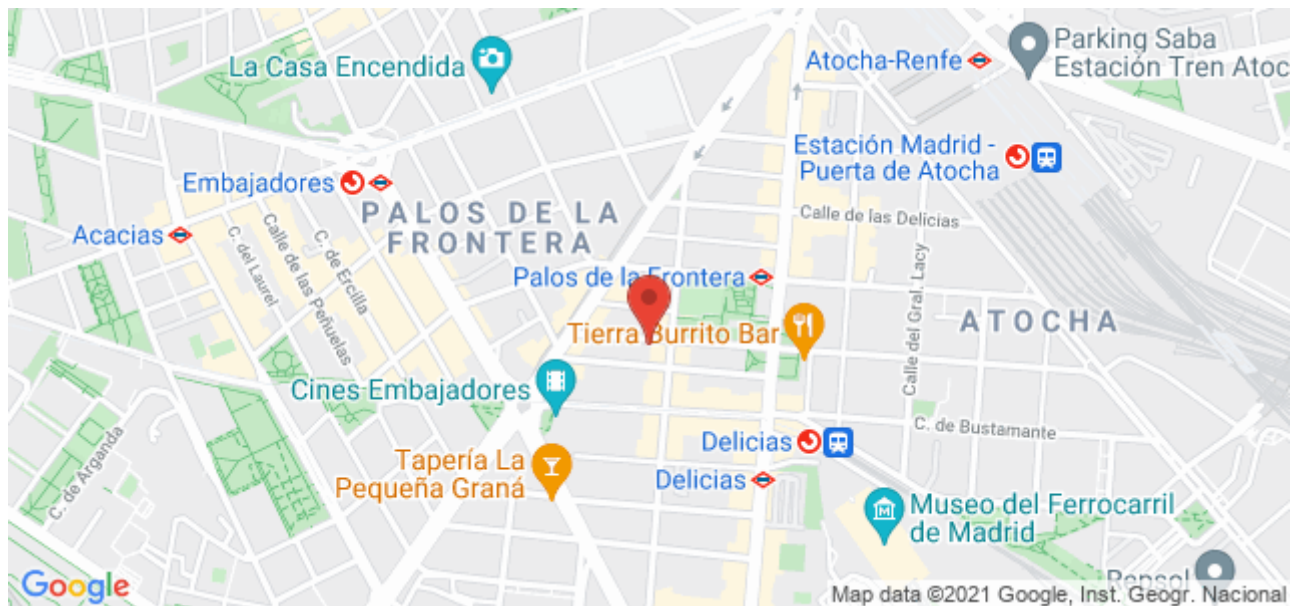 Parking Saba
Estación Tren Atoc
La Casa Encendida
Atocha-Renfe
Estación Madrid -
Puerta de Atocha
Embajadores
PALOS DE LA
FRONTERA
Calle de las Delicias
Acacias
C. del Laurel
Calle de las Peñuelas
C. de Ercilla
Palos de la Frontera
Calle del Gral. Lacy
ATOCHA
Tierra Burrito Bar
Cines Embajadores
C. de Bustamante
Delicias
C. de Arganda
Tapería La
Pequeña Graná
Delicias
Museo del Ferrocarril
de Madrid
Repsol
Google
Map data ©2021 Google, Inst. Geogr. Nacional